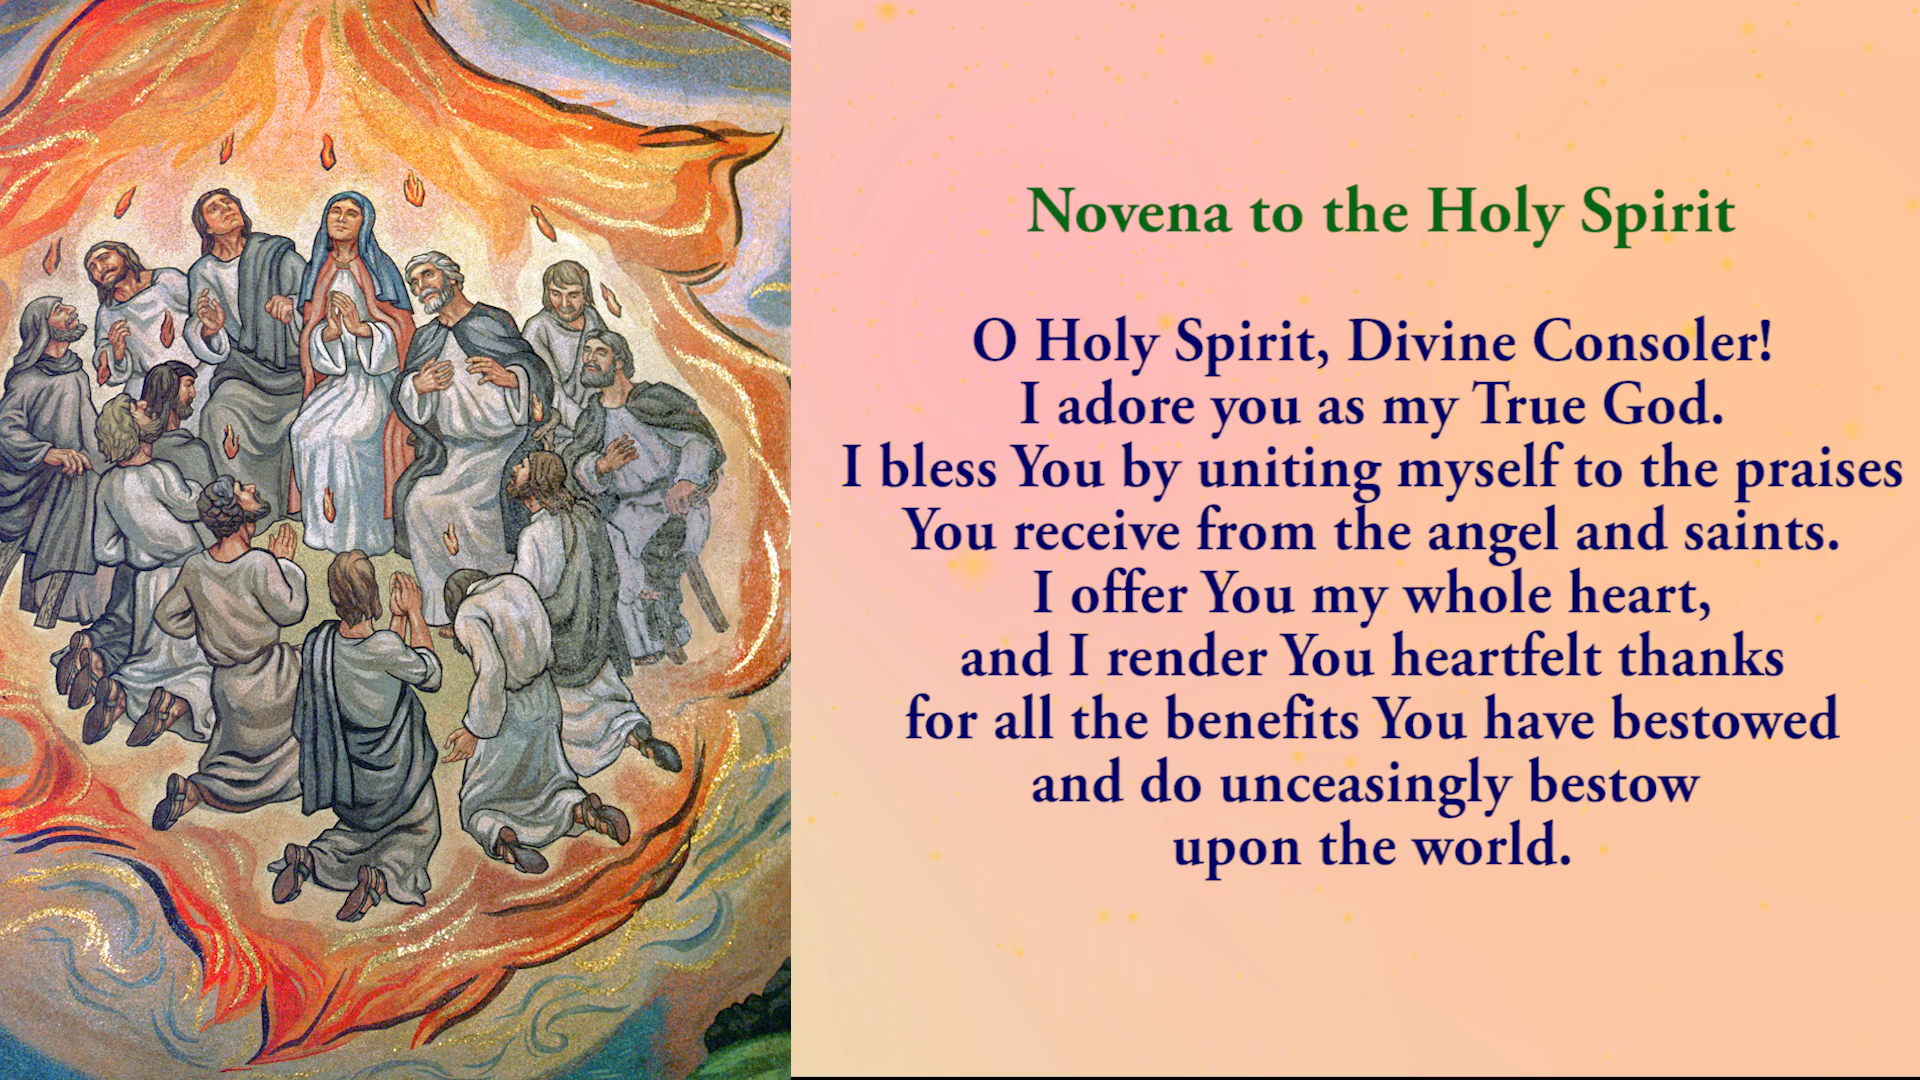 Novena to the Holy Spirit
O Holy Spirit, Divine Consoler!
I adore you as my True God.
I bless You by uniting myself to the praises
You receive from the angel and saints.
I offer You my whole heart,
and I render You heartfelt thanks
for all the benefits You have bestowed
and do unceasingly bestow
upon the world.